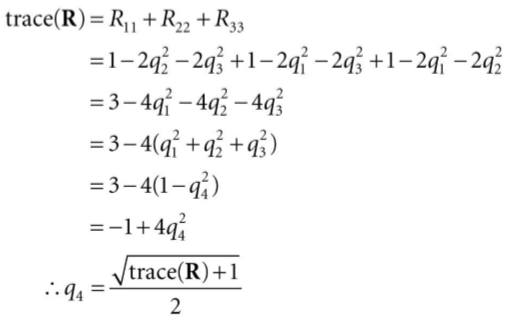 trace(R) = R₁₁ + R₂₂ + R₃₃
= 1 − 2q₂² − 2q₃² + 1 − 2q₁² − 2q₃² + 1 − 2q₁² − 2q₂²
= 3 − 4q₁² − 4q₂² − 4q₃²
= 3 − 4(q₁² + q₂² + q₃²)
= 3 − 4(1 − q₄²)
= −1 + 4q₄²
∴ q₄ = √(trace(R) + 1) / 2